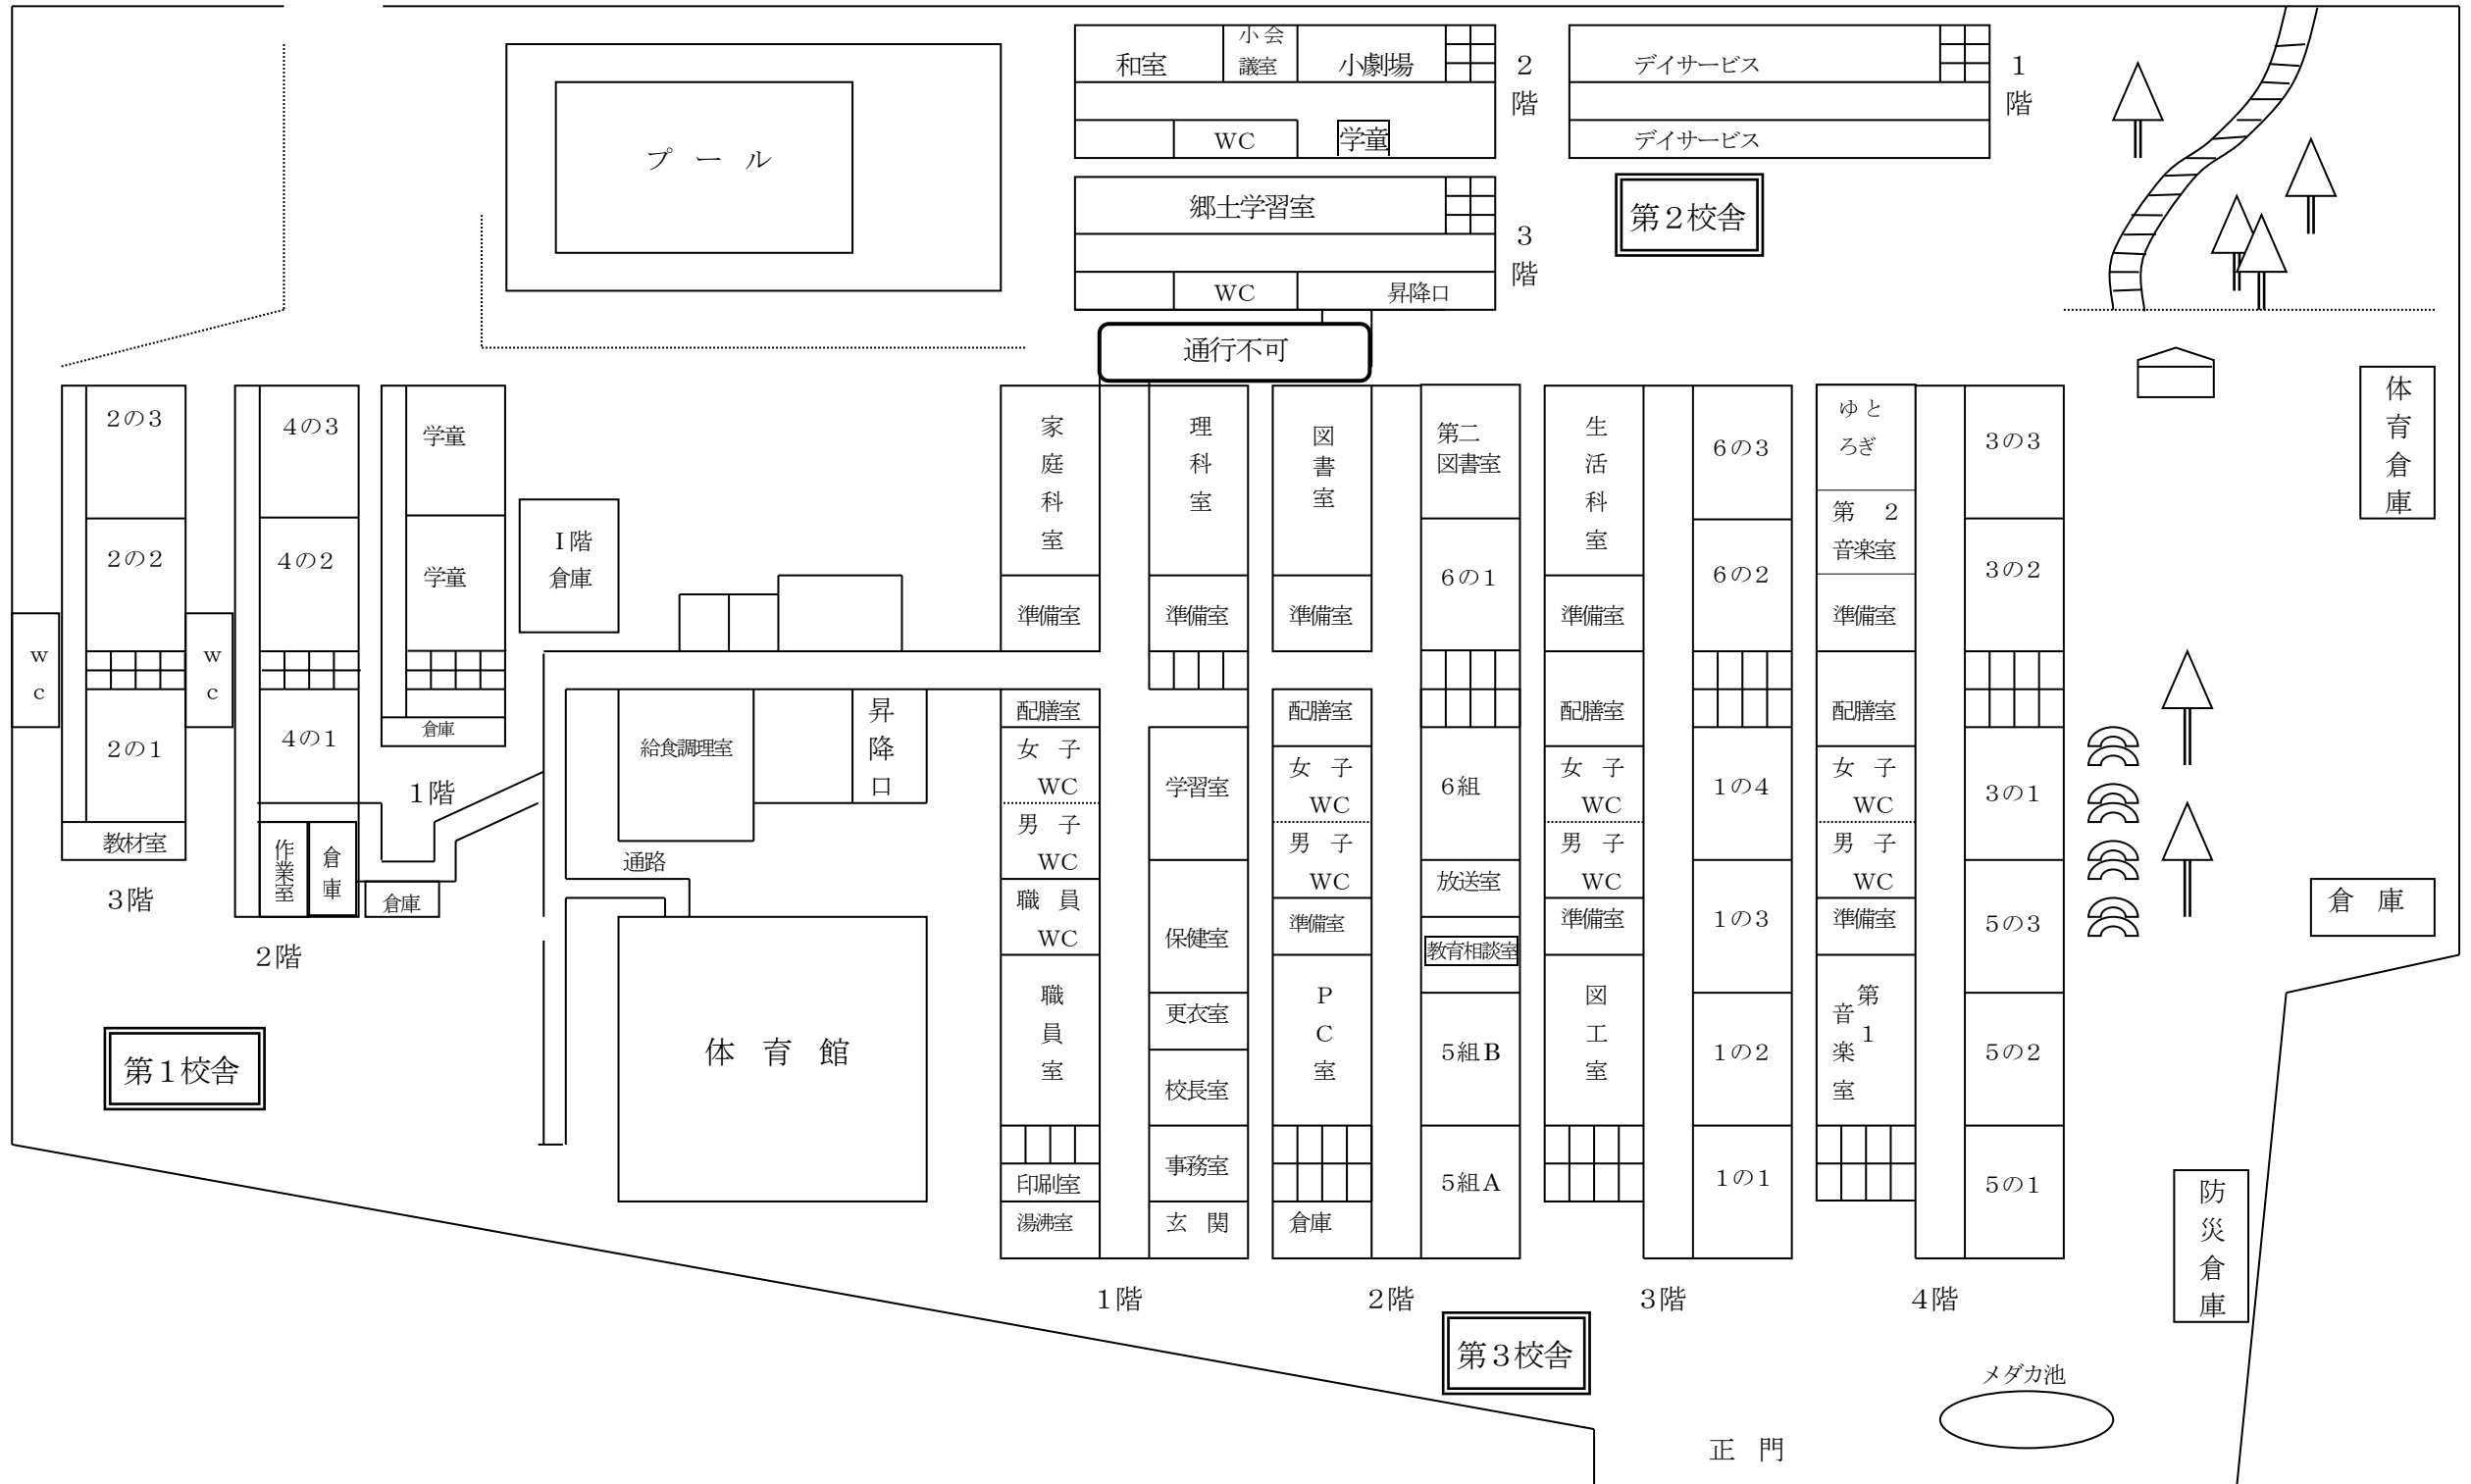 プール
和室
小会
議室
小劇場
WC
学童
2
階
デイサービス
デイサービス
1
階
第2校舎
郷土学習室
WC
昇降口
3
階
通行不可
2の3
2の2
2の1
教材室
wc
3階
4の3
4の2
4の1
wc
作業室
倉庫
倉庫
2階
学童
学童
倉庫
1階
Ⅰ階
倉庫
第1校舎
給食調理室
昇降口
通路
体育館
家庭科室
準備室
配膳室
女子
WC
男子
WC
職員
WC
職員室
印刷室
湯沸室
理科室
準備室
学習室
保健室
更衣室
校長室
事務室
玄関
1階
図書室
準備室
配膳室
女子
WC
男子
WC
準備室
PC室
倉庫
第二
図書室
6の1
6組
放送室
教育相談室
5組B
5組A
2階
生活科室
準備室
配膳室
女子
WC
男子
WC
準備室
図工室
6の3
6の2
1の4
1の3
1の2
1の1
3階
ゆと
ろぎ
第2
音楽室
準備室
配膳室
女子
WC
男子
WC
準備室
第1
音楽室
3の3
3の2
3の1
5の3
5の2
5の1
4階
第3校舎
体育倉庫
倉庫
防災倉庫
メダカ池
正門